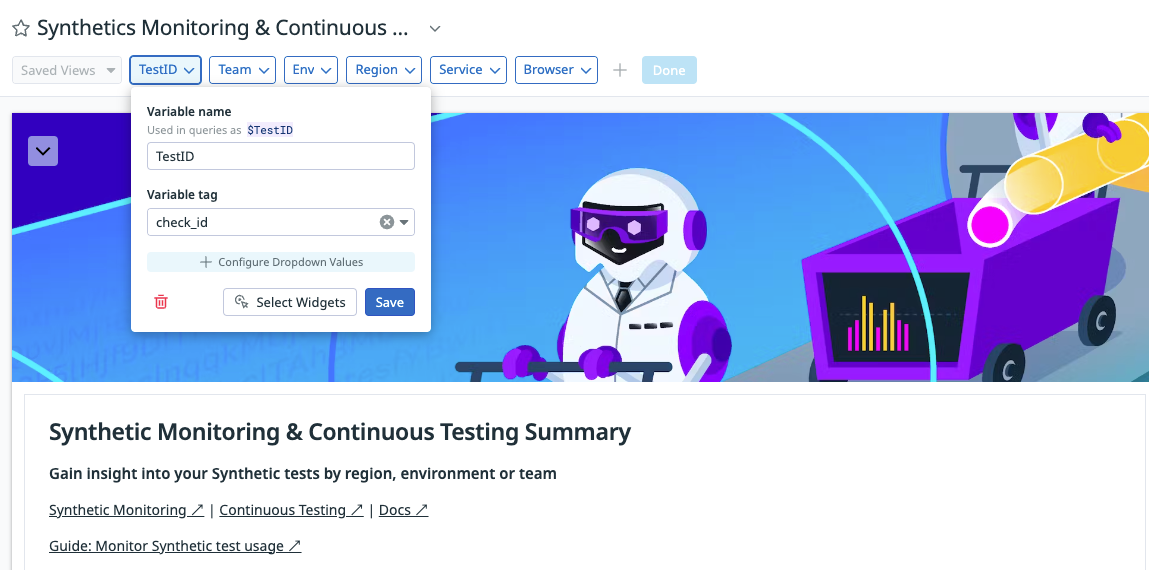 Synthetics Monitoring & Continuous ...
Saved Views TestID Team Env Region Service Browser Done
Variable name
Used in queries as $TestID
TestID
Variable tag
check_id
Configure Dropdown Values
Select Widgets Save
Synthetic Monitoring & Continuous Testing Summary
Gain insight into your Synthetic tests by region, environment or team
Synthetic Monitoring ↗ | Continuous Testing ↗ | Docs ↗
Guide: Monitor Synthetic test usage ↗